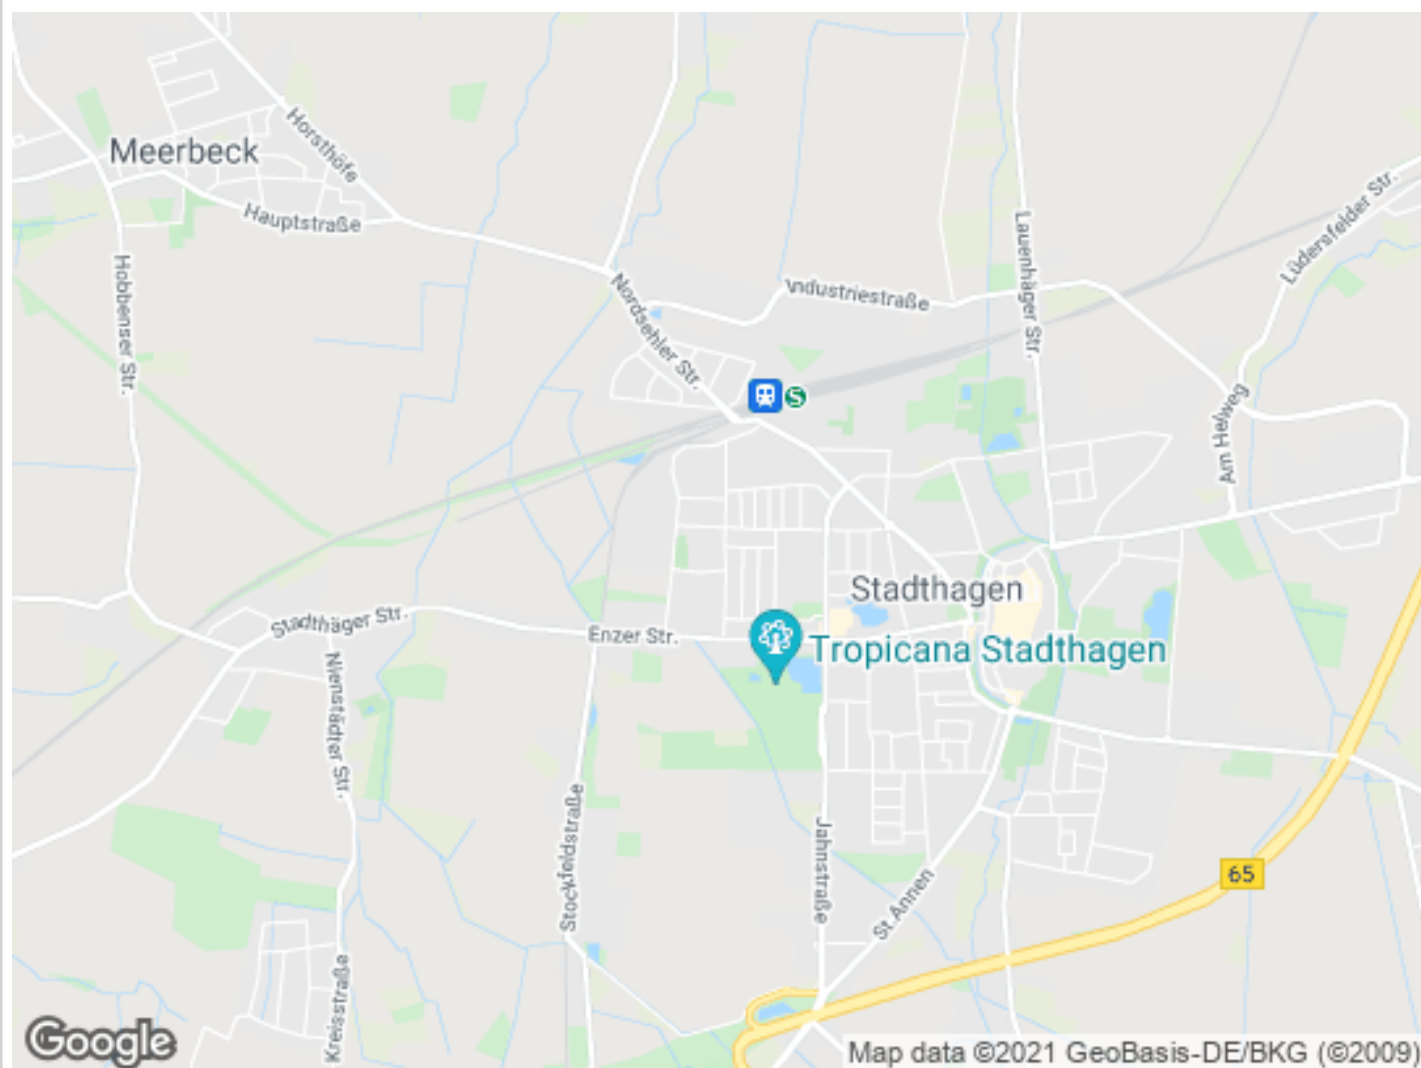 Meerbeck
Horsthöfe
Hauptstraße
Hobbenser Str.
Nordsehler Str.
Industriestraße
Lauenhäger Str.
Lüdersfelder Str.
S
Am Helweg
Stadthagen
Stadthäger Str.
Enzer Str.
Tropicana Stadthagen
Nienstädter Str.
Stockfeldstraße
Jahnstraße
St. Annen
65
Kreisstraße
Google
Map data ©2021 GeoBasis-DE/BKG (©2009)